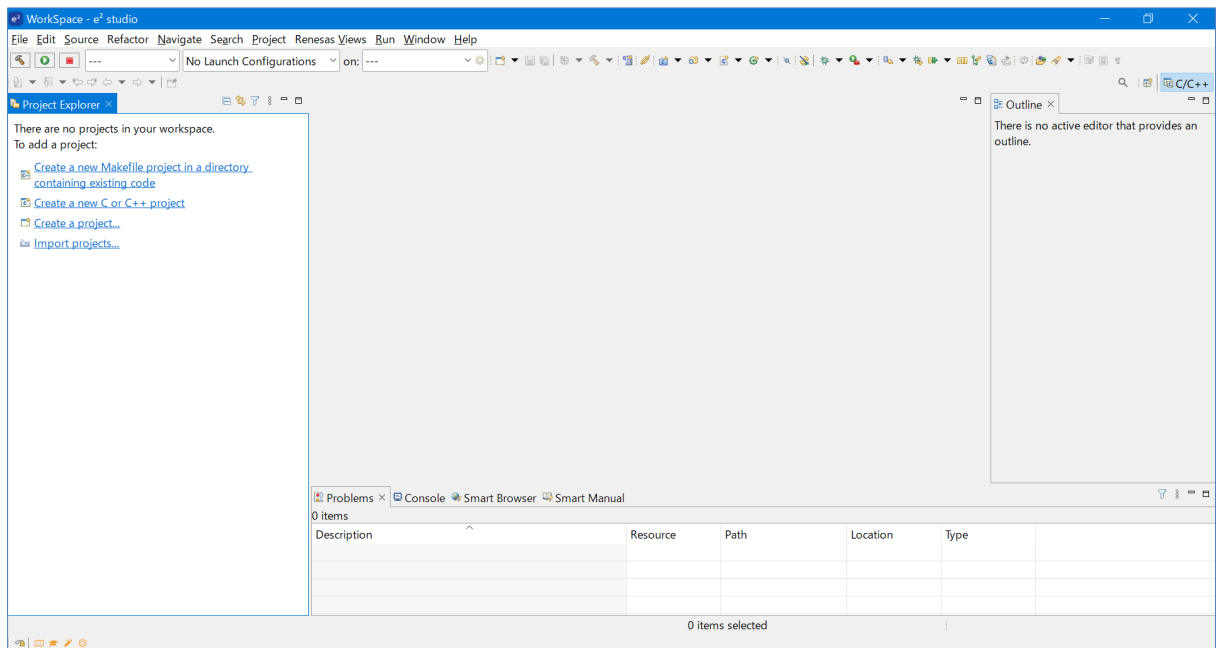 WorkSpace - e² studio
File Edit Source Refactor Navigate Search Project Renesas Views Run Window Help
--- No Launch Configurations on: ---
C/C++
Project Explorer
Outline
There are no projects in your workspace.
To add a project:
Create a new Makefile project in a directory
containing existing code
Create a new C or C++ project
Create a project...
Import projects...
There is no active editor that provides an
outline.
Problems Console Smart Browser Smart Manual
0 items
Description Resource Path Location Type
0 items selected